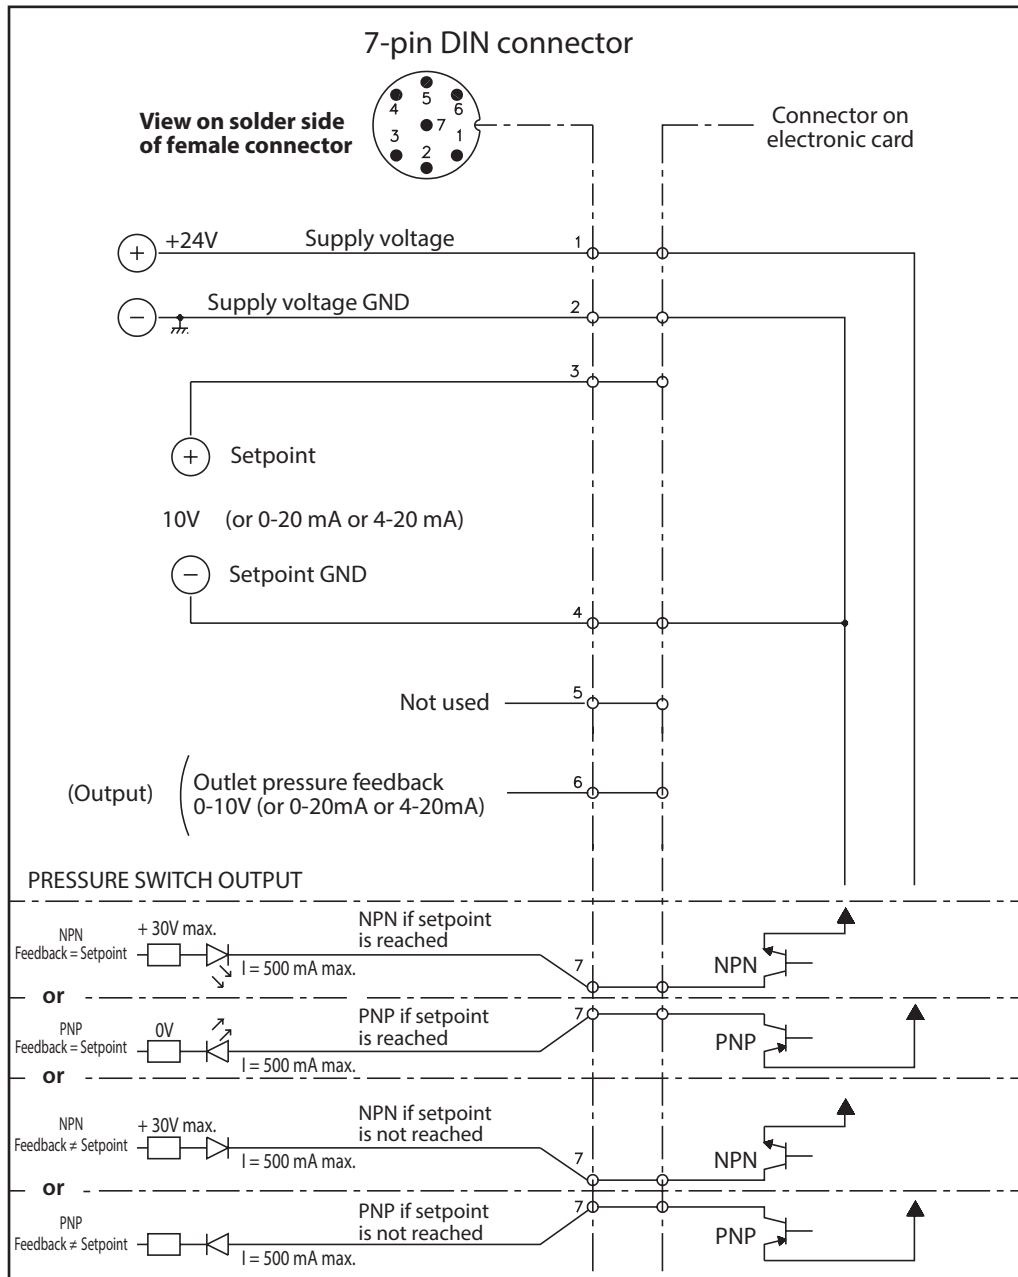 7-pin DIN connector
View on solder side
of female connector
5
4
6
7
3
1
2
Connector on
electronic card
+
+24V
Supply voltage
1
−
Supply voltage GND
2
3
+
Setpoint
10V (or 0-20 mA or 4-20 mA)
−
Setpoint GND
4
Not used
5
(Output)
Outlet pressure feedback
0-10V (or 0-20mA or 4-20mA)
6
PRESSURE SWITCH OUTPUT
NPN
Feedback = Setpoint
+ 30V max.
I = 500 mA max.
NPN if setpoint
is reached
7
NPN
or
PNP
Feedback = Setpoint
0V
I = 500 mA max.
PNP if setpoint
is reached
7
PNP
or
NPN
Feedback ≠ Setpoint
+ 30V max.
I = 500 mA max.
NPN if setpoint
is not reached
7
NPN
or
PNP
Feedback ≠ Setpoint
I = 500 mA max.
PNP if setpoint
is not reached
7
PNP